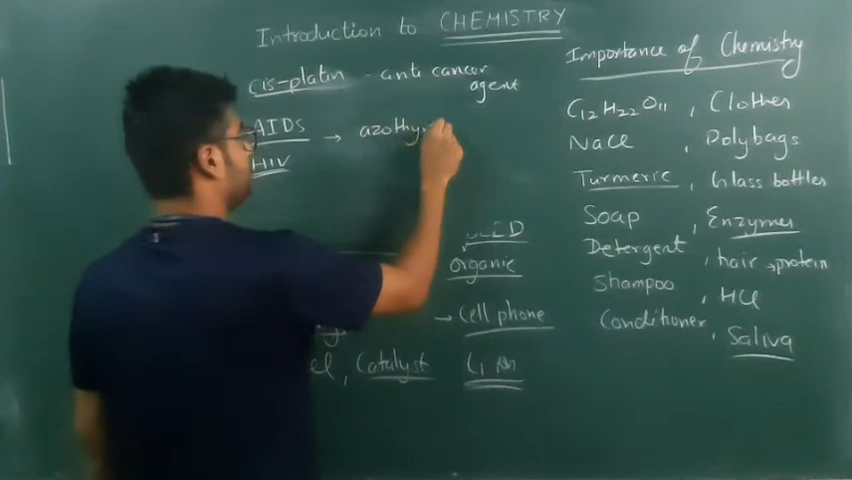 Introduction to CHEMISTRY
cis-platin - anti cancer
agent
AIDS → azothy
HIV
organic
→ Cell phone
Catalyst
Importance of Chemistry
C12H22O11 , Clothes
NaCl , Polybags
Turmeric , Glass bottles
Soap , Enzymes
Detergent , hair → protein
Shampoo , HCl
Conditioner , Saliva